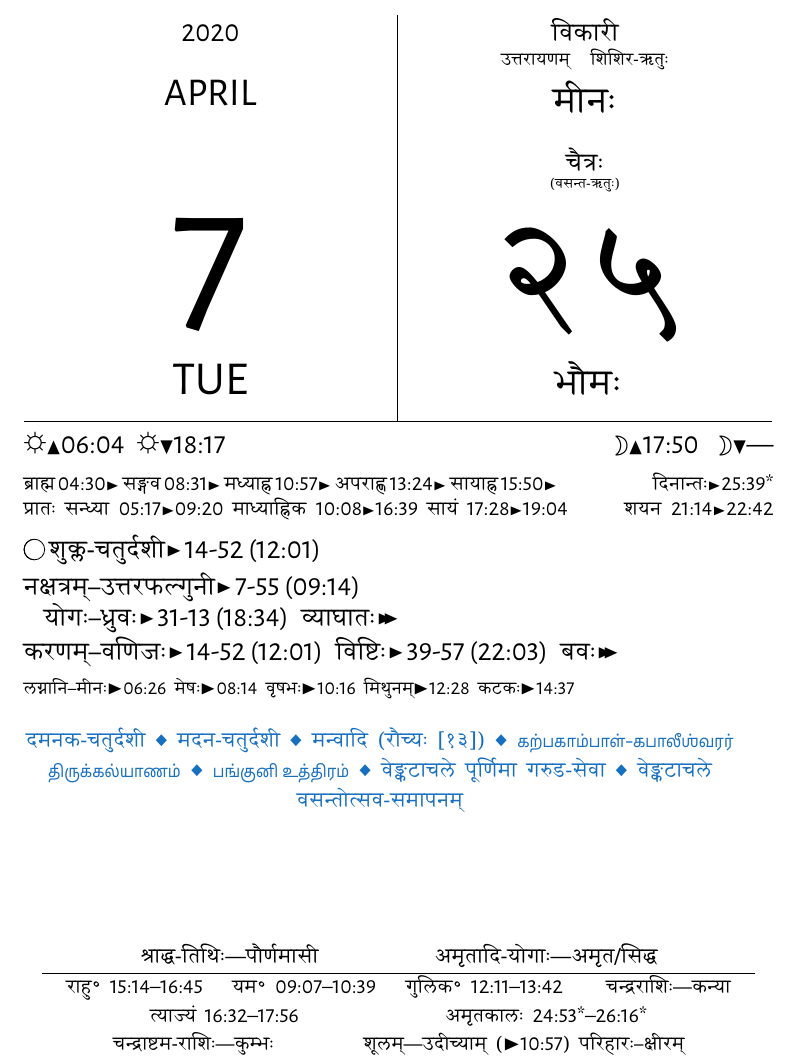 2020
APRIL
7
TUE
विकारी
उत्तरायणम् शिशिर-ऋतुः
मीनः
चैत्रः
(वसन्त-ऋतुः)
२५
भौमः
☼▲06:04 ☼▼18:17 ☽▲17:50 ☽▼—
ब्राह्म 04:30► सङ्गव 08:31► मध्याह्न 10:57► अपराह्ण 13:24► सायाह्न 15:50► दिनान्तः►25:39*
प्रातः सन्ध्या 05:17►09:20 माध्याह्निक 10:08►16:39 सायं 17:28►19:04 शयन 21:14►22:42
◯ शुक्ल-चतुर्दशी►14-52 (12:01)
नक्षत्रम्–उत्तरफल्गुनी►7-55 (09:14)
योगः–ध्रुवः►31-13 (18:34) व्याघातः►►
करणम्–वणिजः►14-52 (12:01) विष्टिः►39-57 (22:03) बवः►►
लग्नानि–मीनः►06:26 मेषः►08:14 वृषभः►10:16 मिथुनम्►12:28 कटकः►14:37
दमनक-चतुर्दशी ◆ मदन-चतुर्दशी ◆ मन्वादि (रौच्यः [१३]) ◆ கற்பகாம்பாள்-கபாலீஶ்வரர்
திருக்கல்யாணம் ◆ பங்குனி உத்திரம் ◆ वेङ्कटाचले पूर्णिमा गरुड-सेवा ◆ वेङ्कटाचले
वसन्तोत्सव-समापनम्
श्राद्ध-तिथिः—पौर्णमासी अमृतादि-योगाः—अमृत/सिद्ध
राहु° 15:14–16:45 यम° 09:07–10:39 गुलिक° 12:11–13:42 चन्द्रराशिः—कन्या
त्याज्यं 16:32–17:56 अमृतकालः 24:53*–26:16*
चन्द्राष्टम-राशिः—कुम्भः शूलम्—उदीच्याम् (►10:57) परिहारः–क्षीरम्